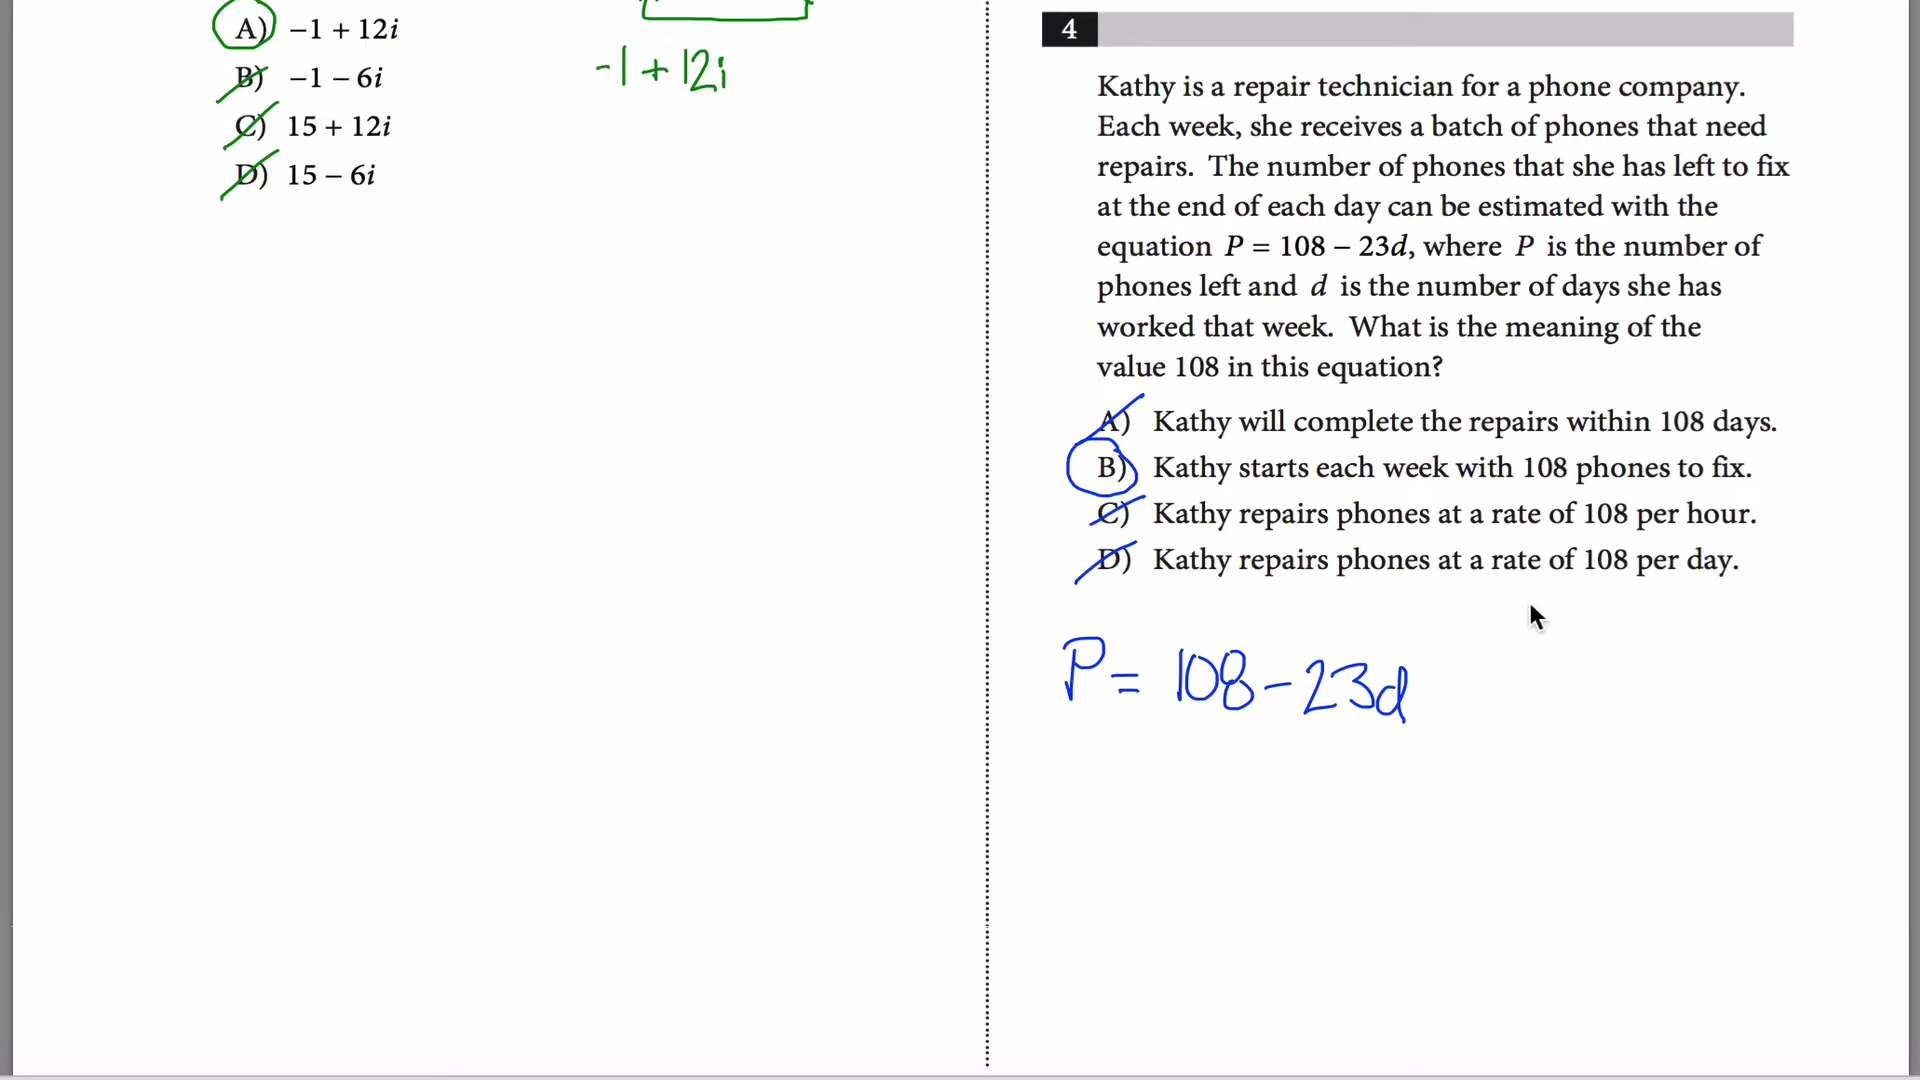 A) −1 + 12i
B) −1 − 6i
C) 15 + 12i
D) 15 − 6i
-1 + 12i
4
Kathy is a repair technician for a phone company.
Each week, she receives a batch of phones that need
repairs. The number of phones that she has left to fix
at the end of each day can be estimated with the
equation P = 108 − 23d, where P is the number of
phones left and d is the number of days she has
worked that week. What is the meaning of the
value 108 in this equation?
A) Kathy will complete the repairs within 108 days.
B) Kathy starts each week with 108 phones to fix.
C) Kathy repairs phones at a rate of 108 per hour.
D) Kathy repairs phones at a rate of 108 per day.
P = 108 - 23d